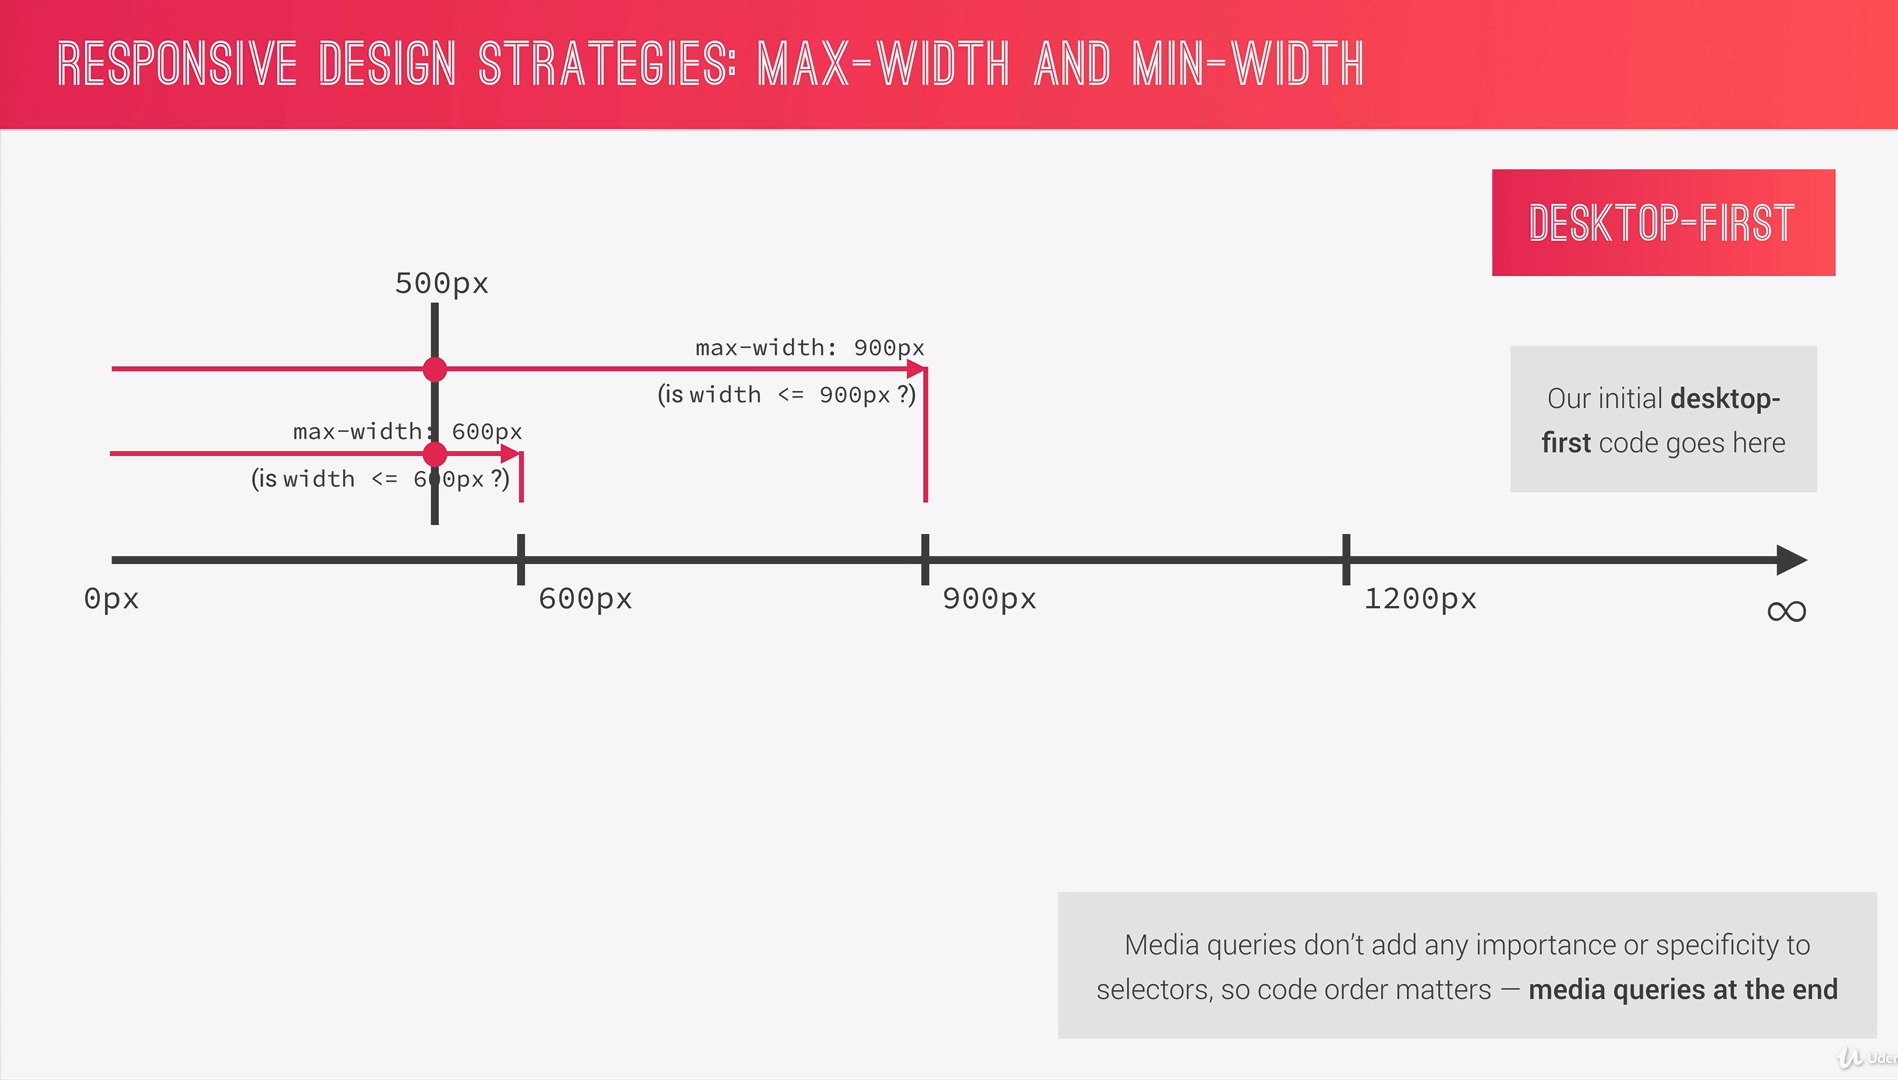 RESPONSIVE DESIGN STRATEGIES: MAX-WIDTH AND MIN-WIDTH
DESKTOP-FIRST
500px
max-width: 900px
(is width <= 900px ?)
Our initial desktop-
first code goes here
max-width: 600px
(is width <= 600px ?)
0px
600px
900px
1200px
∞
Media queries don’t add any importance or specificity to
selectors, so code order matters — media queries at the end